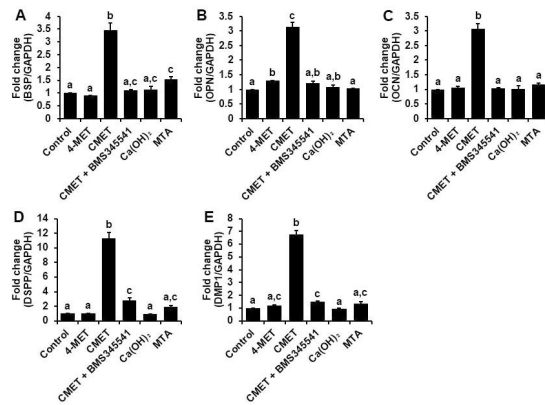 A
Fold change
(BSP/GAPDH)
4
3.5
3
2.5
2
1.5
1
0.5
0
a
a
b
a,c
a,c
c
Control
4-MET
CMET
CMET + BMS345541
Ca(OH)₂
MTA
B
Fold change
(OPN/GAPDH)
3.5
3
2.5
2
1.5
1
0.5
0
a
b
c
a,b
a,b
a
Control
4-MET
CMET
CMET + BMS345541
Ca(OH)₂
MTA
C
Fold change
(OCN/GAPDH)
3.5
3
2.5
2
1.5
1
0.5
0
a
a
b
a
a
a
Control
4-MET
CMET
CMET + BMS345541
Ca(OH)₂
MTA
D
Fold change
(DSPP/GAPDH)
14
12
10
8
6
4
2
0
a
a
b
c
a
a,c
Control
4-MET
CMET
CMET + BMS345541
Ca(OH)₂
MTA
E
Fold change
(DMP1/GAPDH)
8
7
6
5
4
3
2
1
0
a
a,c
b
c
a
a,c
Control
4-MET
CMET
CMET + BMS345541
Ca(OH)₂
MTA